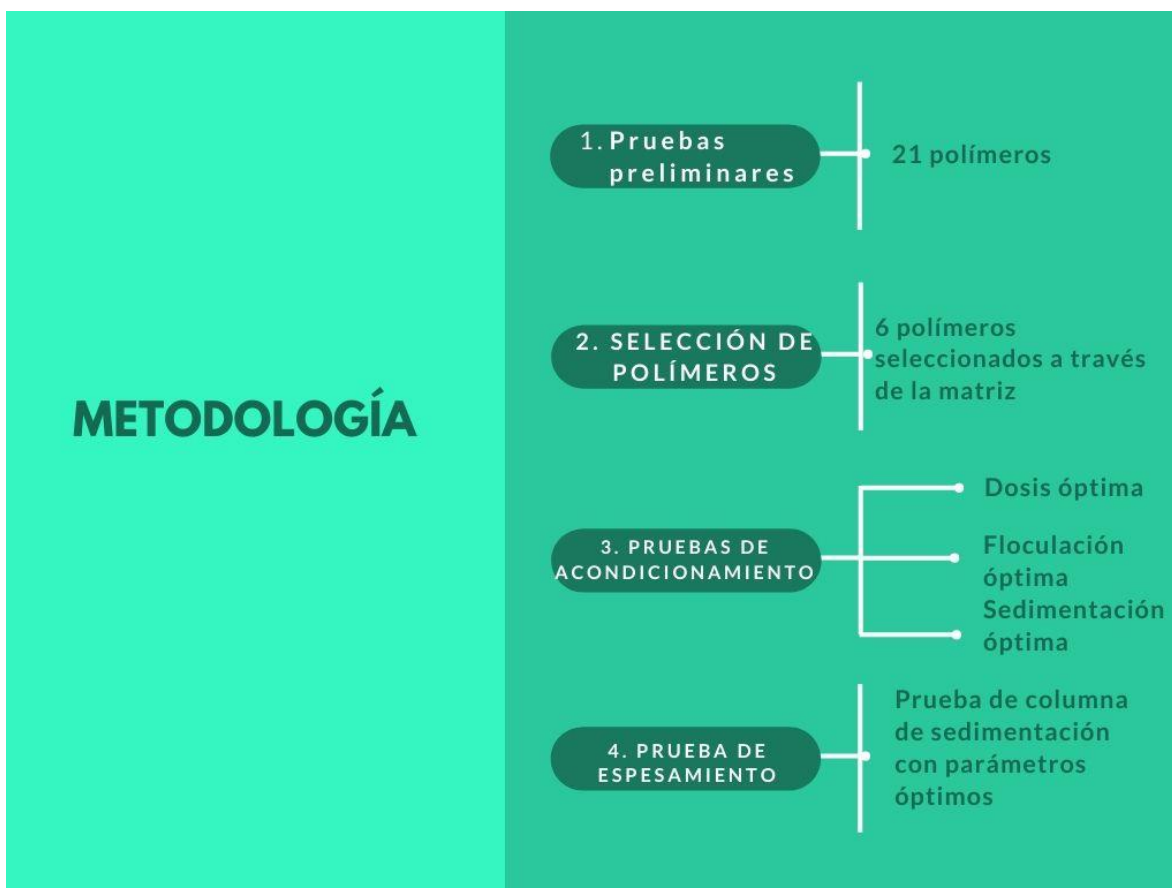 METODOLOGÍA
1. Pruebas
preliminares
21 polímeros
2. SELECCIÓN DE
POLÍMEROS
6 polímeros
seleccionados a través
de la matriz
3. PRUEBAS DE
ACONDICIONAMIENTO
Dosis óptima
Floculación
óptima
Sedimentación
óptima
4. PRUEBA DE
ESPESAMIENTO
Prueba de columna
de sedimentación
con parámetros
óptimos